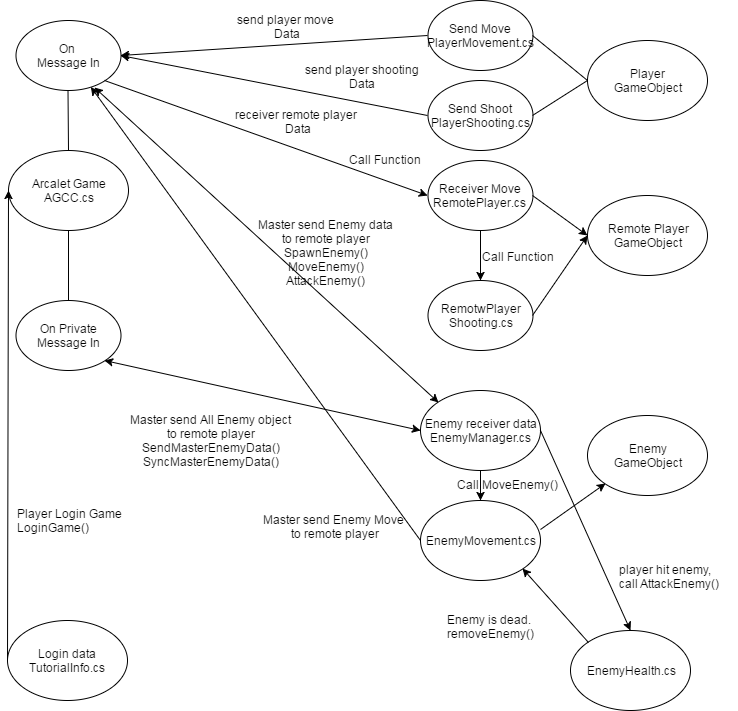 On
Message In
send player move
Data
Send Move
PlayerMovement.cs
Player
GameObject
send player shooting
Data
Send Shoot
PlayerShooting.cs
receiver remote player
Data
Call Function
Arcalet Game
AGCC.cs
Receiver Move
RemotePlayer.cs
Remote Player
GameObject
Master send Enemy data
to remote player
SpawnEnemy()
MoveEnemy()
AttackEnemy()
Call Function
RemotwPlayer
Shooting.cs
On Private
Message In
Master send All Enemy object
to remote player
SendMasterEnemyData()
SyncMasterEnemyData()
Enemy receiver data
EnemyManager.cs
Enemy
GameObject
Call MoveEnemy()
Player Login Game
LoginGame()
Master send Enemy Move
to remote player
EnemyMovement.cs
player hit enemy,
call AttackEnemy()
Enemy is dead.
removeEnemy()
Login data
TutorialInfo.cs
EnemyHealth.cs